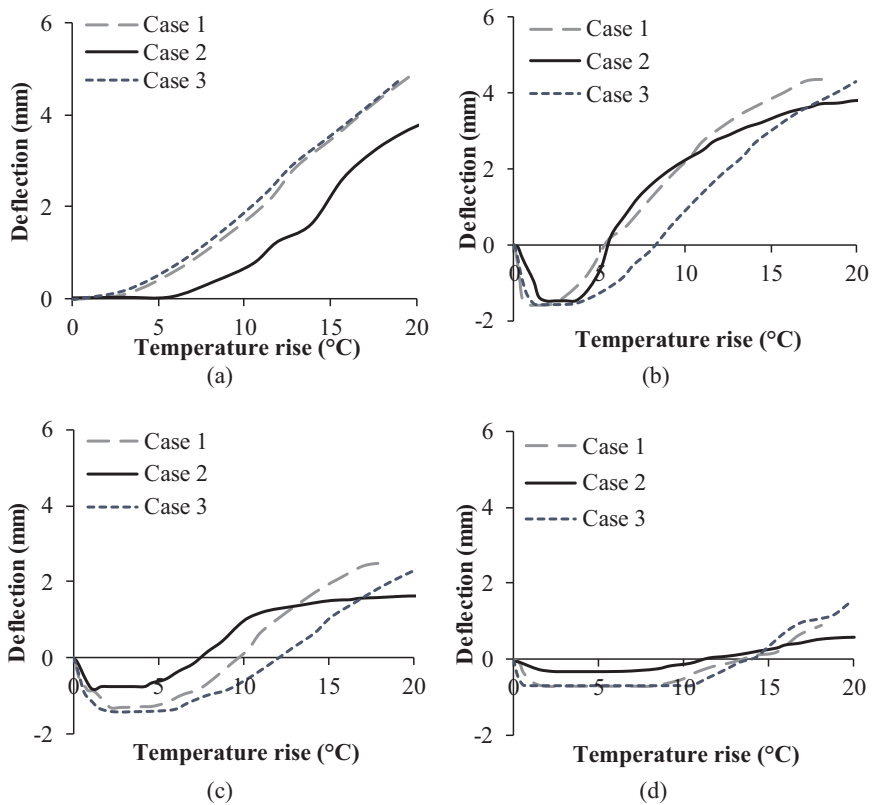 6
4
2
0
Deflection (mm)
Case 1
Case 2
Case 3
0 5 10 15 20
Temperature rise (°C)
(a)
6
4
2
0
-2
Deflection (mm)
Case 1
Case 2
Case 3
0 5 10 15 20
Temperature rise (°C)
(b)
6
4
2
0
-2
Deflection (mm)
Case 1
Case 2
Case 3
0 5 10 15 20
Temperature rise (°C)
(c)
6
4
2
0
-2
Deflection (mm)
Case 1
Case 2
Case 3
0 5 10 15 20
Temperature rise (°C)
(d)